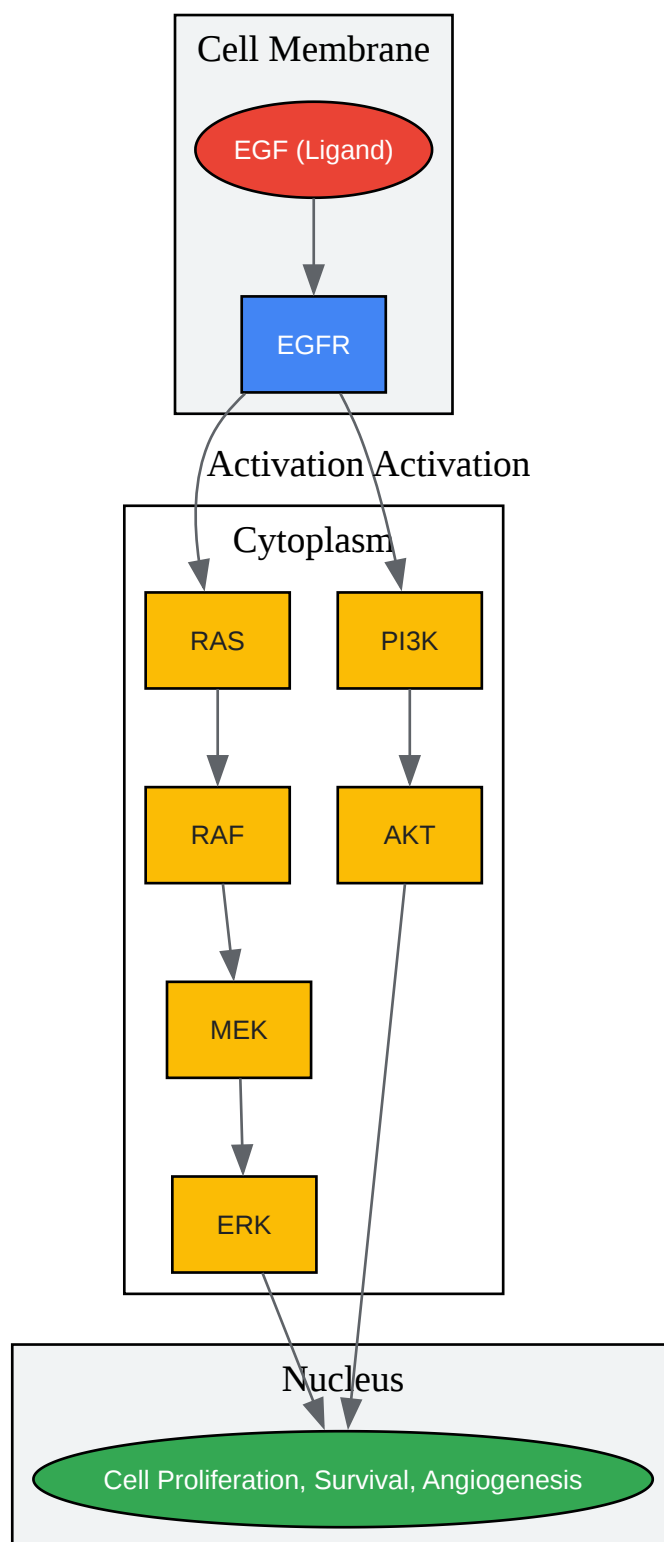 Cell Membrane
EGF (Ligand)
EGFR
Activation
Activation
Cytoplasm
RAS
PI3K
RAF
AKT
MEK
ERK
Nucleus
Cell Proliferation, Survival, Angiogenesis